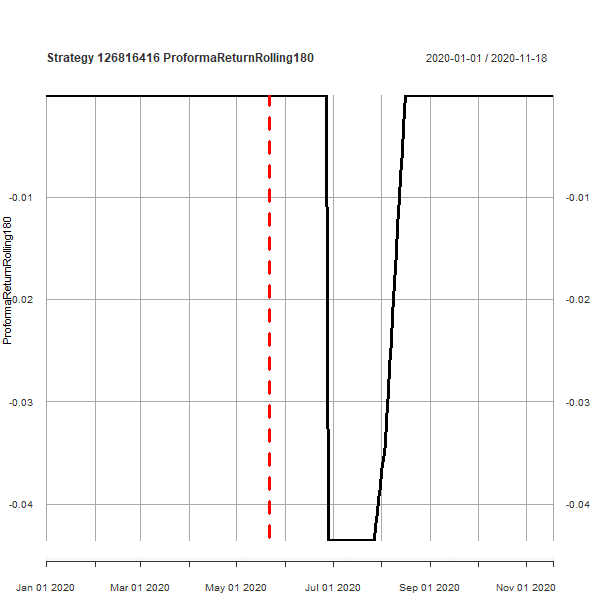 Strategy 126816416 ProformaReturnRolling180
2020-01-01 / 2020-11-18
-0.01
-0.01
ProformaReturnRolling180
-0.02
-0.02
-0.03
-0.03
-0.04
-0.04
Jan 01 2020
Mar 01 2020
May 01 2020
Jul 01 2020
Sep 01 2020
Nov 01 2020